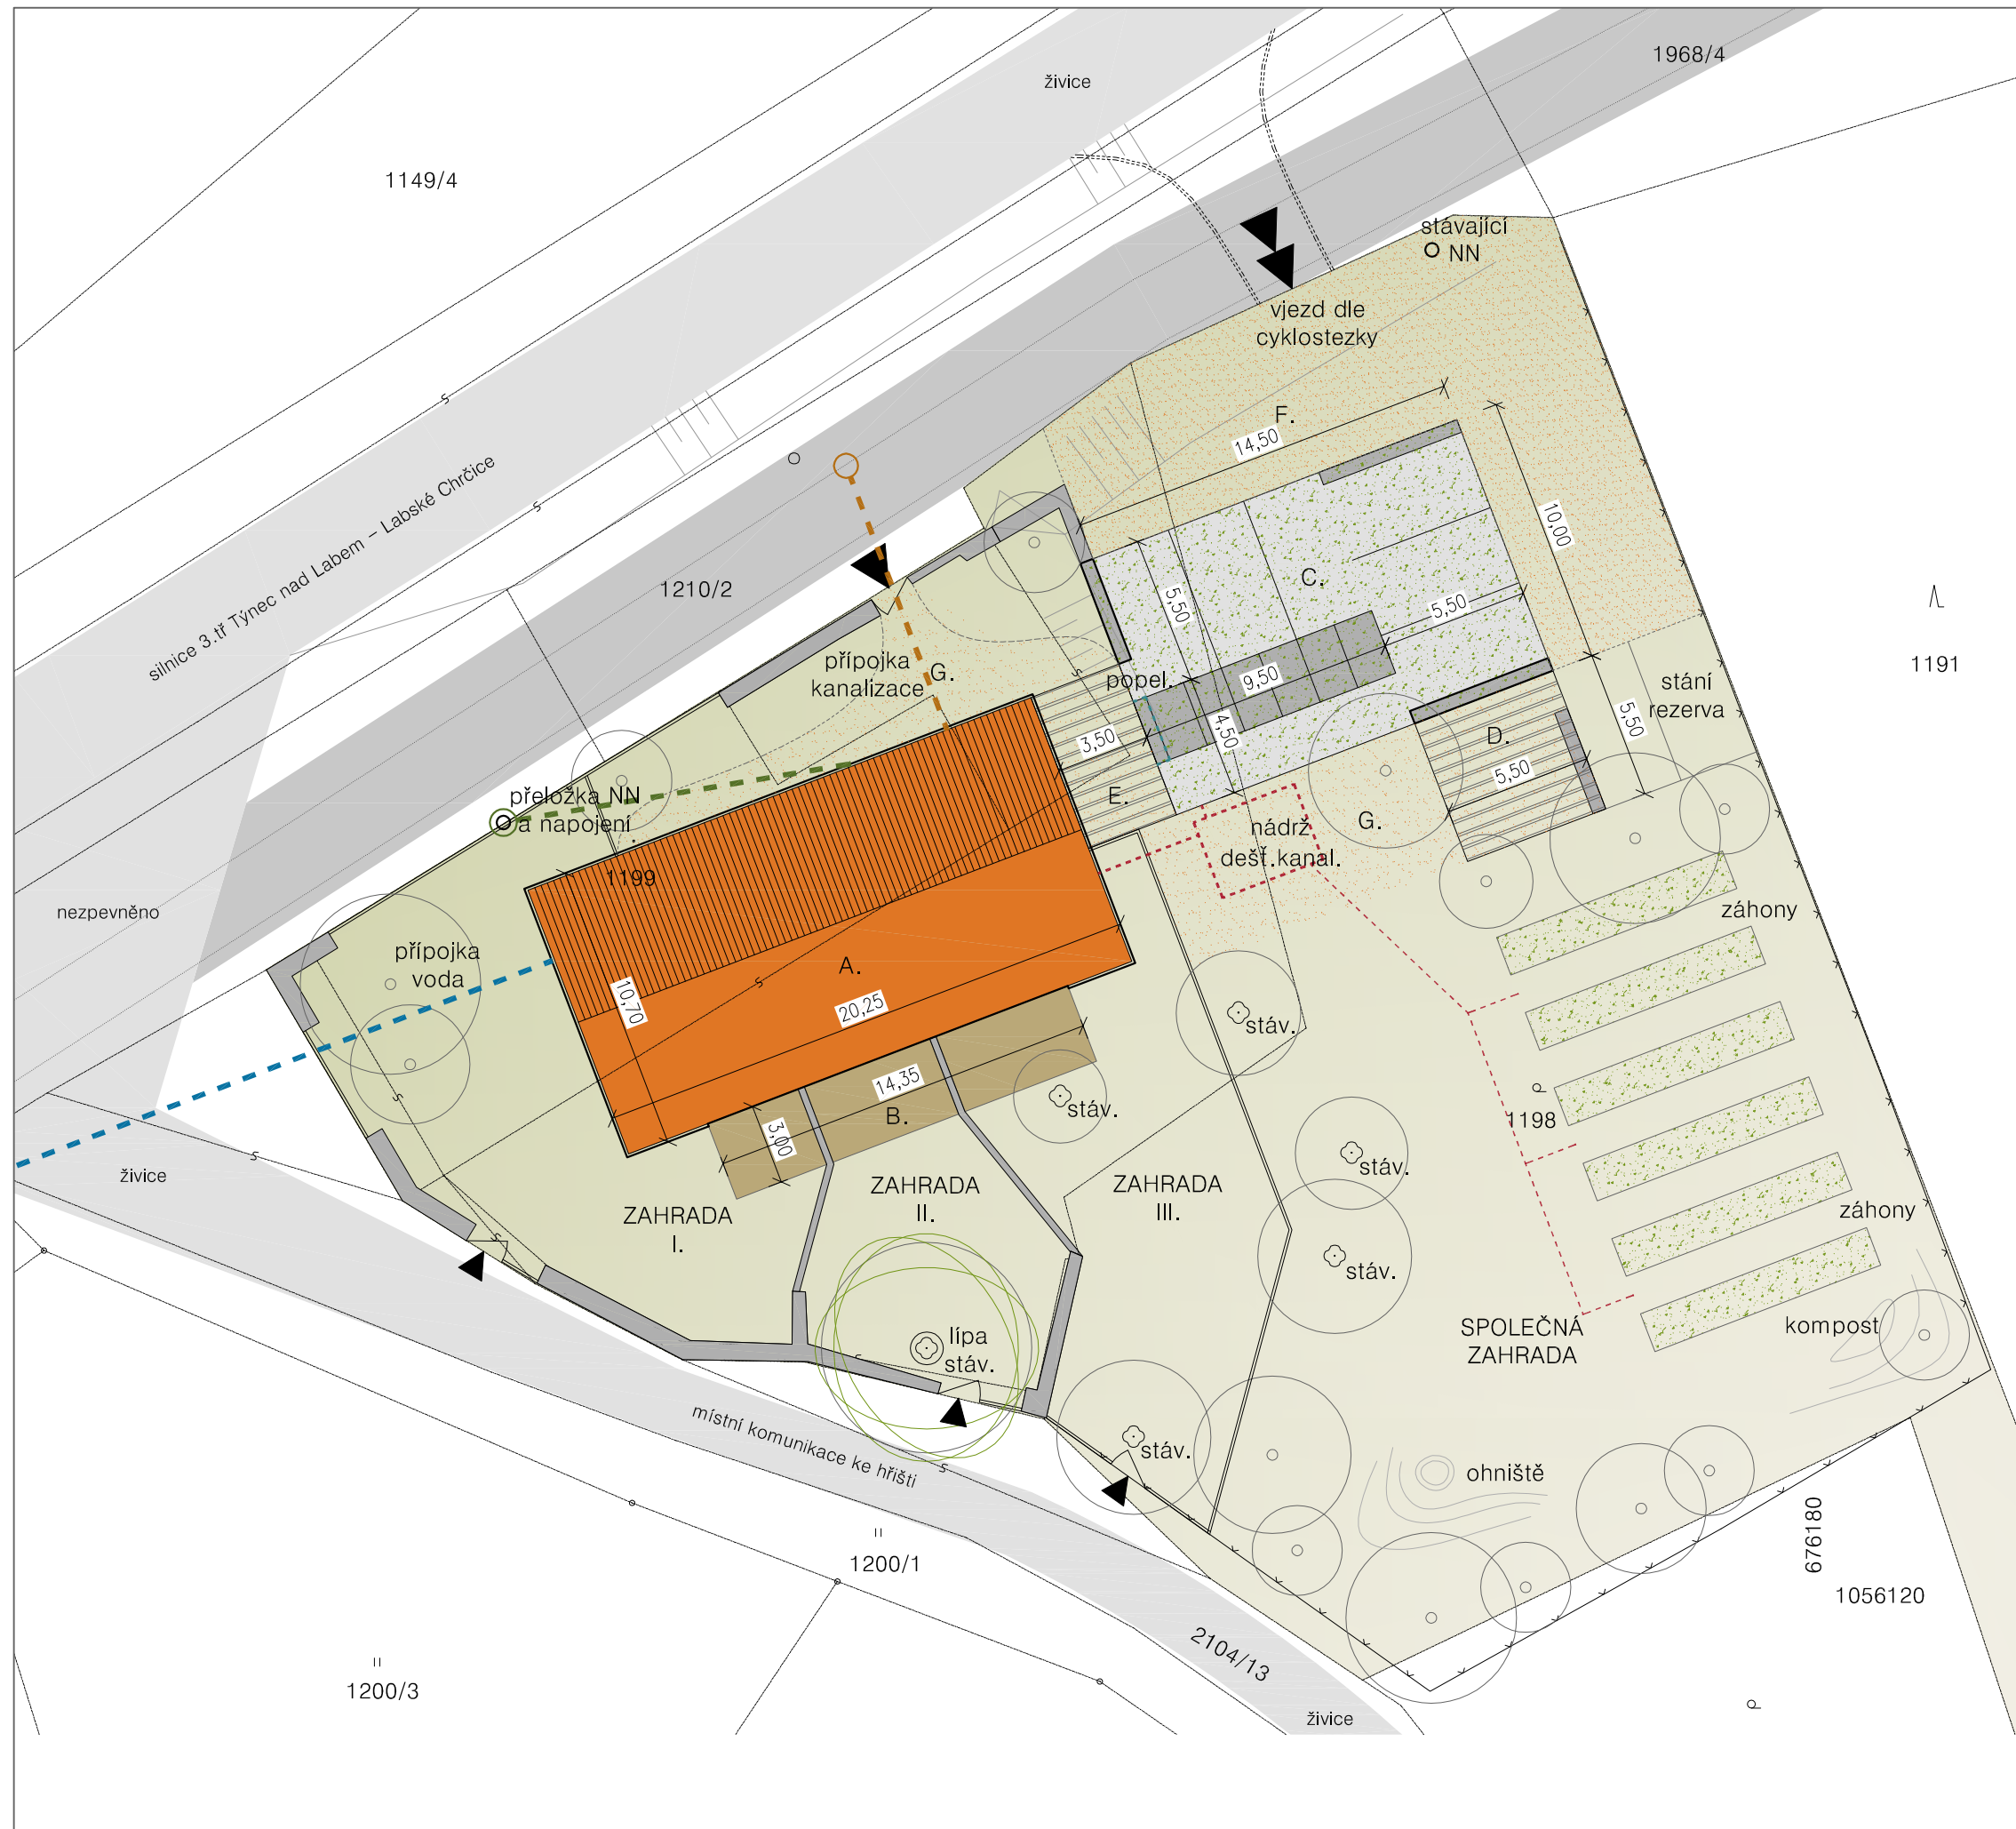 1968/4
živice
1149/4
stávající
NN
vjezd dle
cyklostezky
F.
14,50
silnice 3.tř Týnec nad Labem – Labské Chrčice
10,00
1210/2
C.
5,50
5,50
přípojka
kanalizace
G.
popel.
9,50
stání
rezerva
1191
3,50
4,50
D.
5,50
5,50
přeložka NN
a napojení
E.
nádrž
dešť.kanal.
G.
1199
nezpevněno
záhony
přípojka
voda
A.
10,70
20,25
stáv.
14,35
B.
stáv.
3,00
1198
živice
stáv.
ZAHRADA
I.
ZAHRADA
II.
ZAHRADA
III.
záhony
stáv.
lípa
stáv.
SPOLEČNÁ
ZAHRADA
kompost
místní komunikace ke hřišti
stáv.
ohniště
676180
1200/1
1056120
2104/13
1200/3
živice